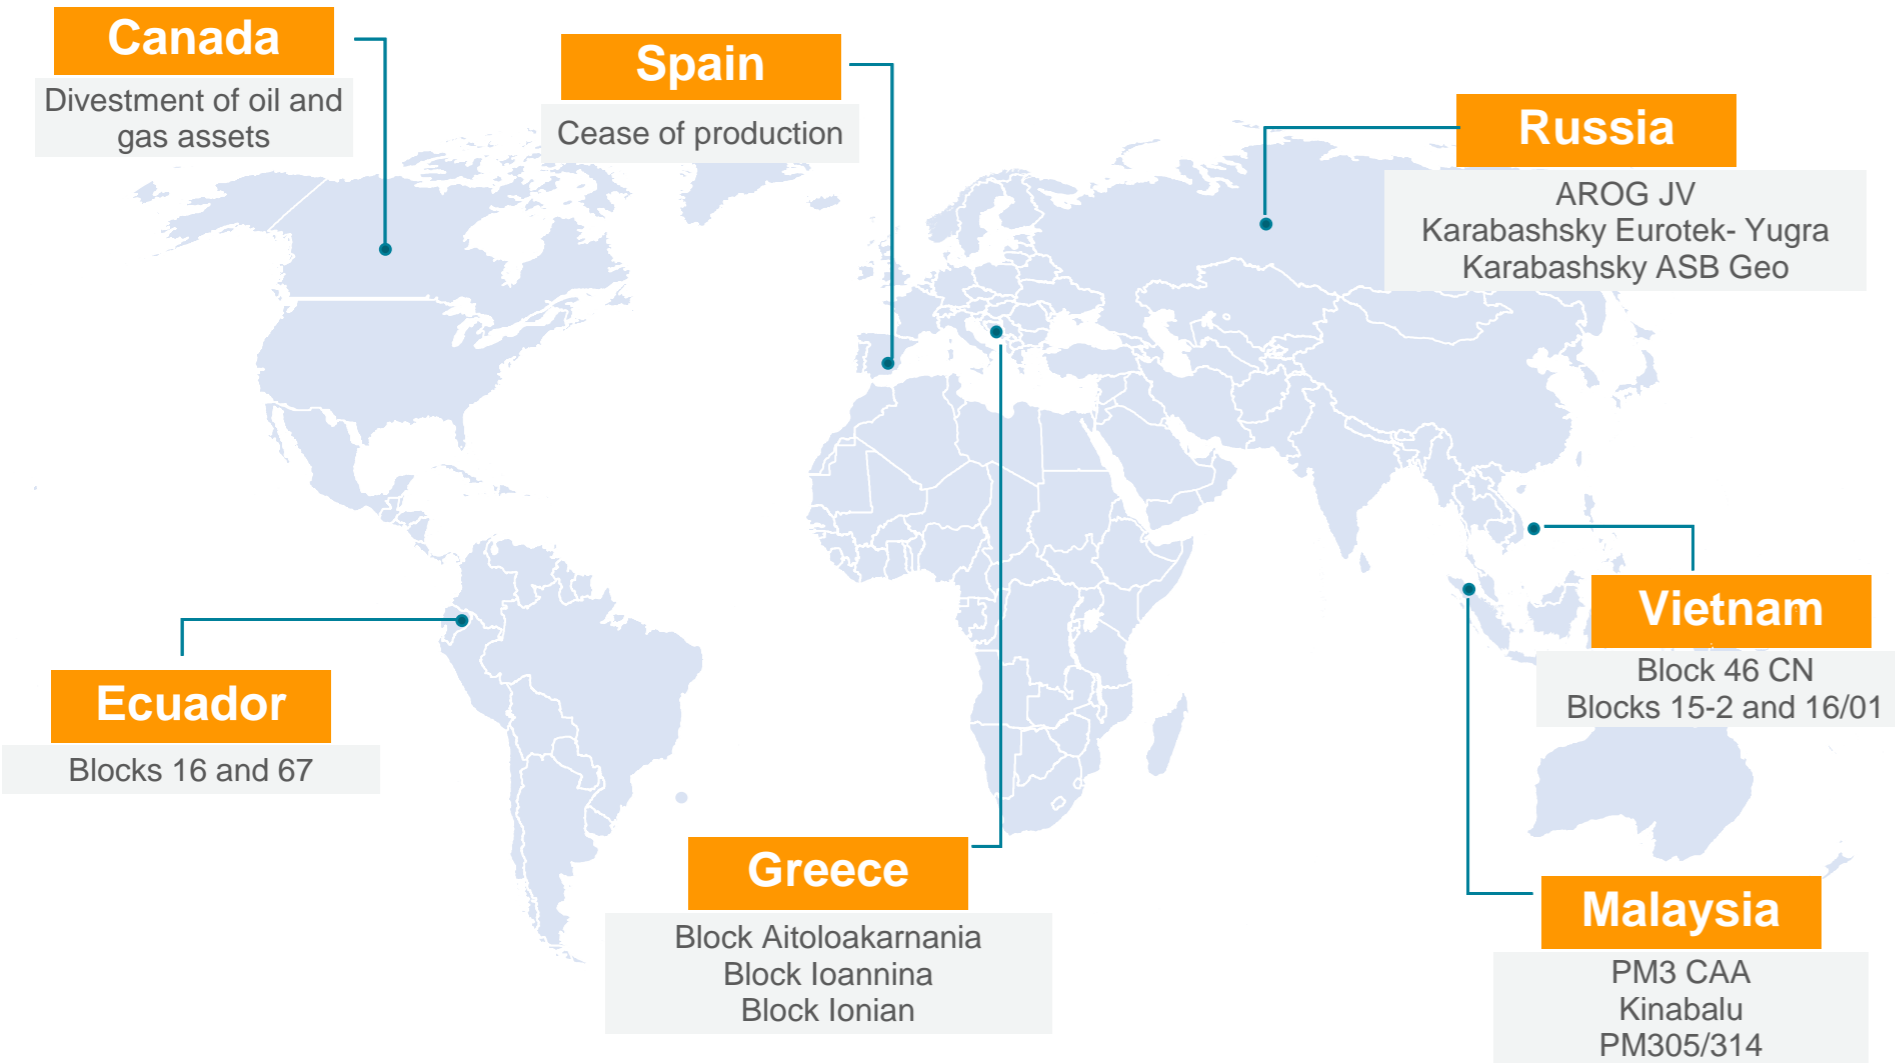 Canada
Divestment of oil and
gas assets
Spain
Cease of production
Russia
AROG JV
Karabashsky Eurotek- Yugra
Karabashsky ASB Geo
Vietnam
Block 46 CN
Blocks 15-2 and 16/01
Ecuador
Blocks 16 and 67
Greece
Block Aitoloakarnania
Block Ioannina
Block Ionian
Malaysia
PM3 CAA
Kinabalu
PM305/314